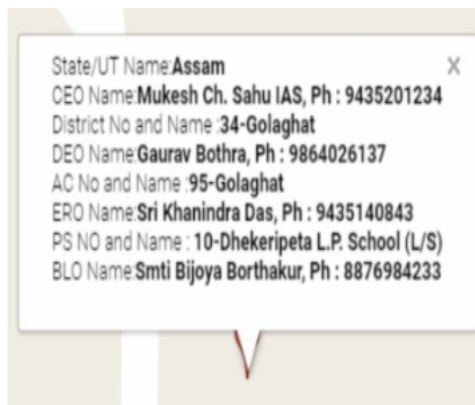 State/UT Name:Assam
CEO Name:Mukesh Ch. Sahu IAS, Ph : 9435201234
District No and Name :34-Golaghat
DEO Name:Gaurav Bothra, Ph : 9864026137
AC No and Name :95-Golaghat
ERO Name:Sri Khanindra Das, Ph : 9435140843
PS NO and Name : 10-Dhekeripeta L.P. School (L/S)
BLO Name:Smti Bijoya Borthakur, Ph : 8876984233